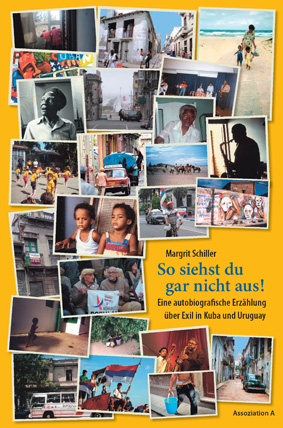 Margrit Schiller
So siehst du
gar nicht aus!
Eine autobiografische Erzählung
über Exil in Kuba und Uruguay
Assoziation A